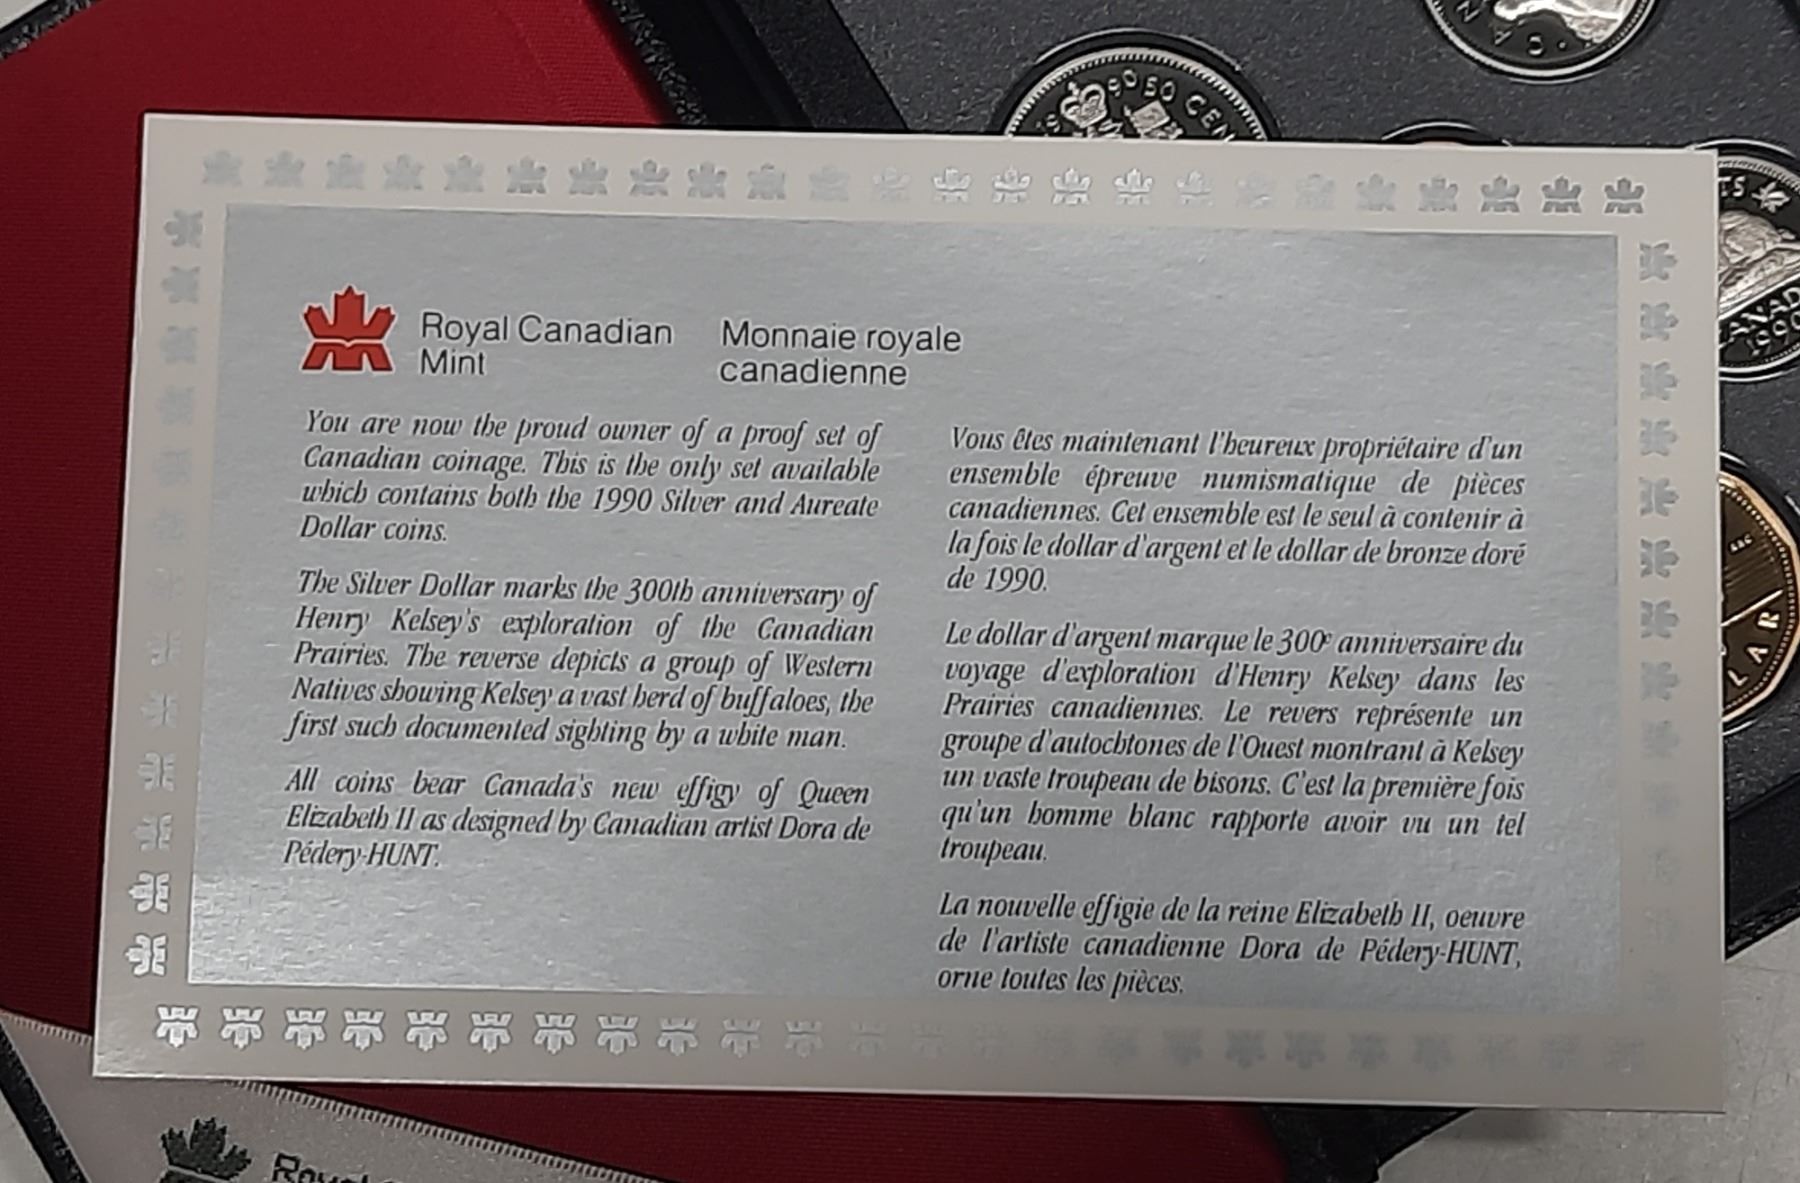 9050 CEN
CAN
TS
CANAD
1990
LLAR
Royal Canadian
Mint
Monnaie royale
canadienne
You are now the proud owner of a proof set of
Canadian coinage. This is the only set available
which contains both the 1990 Silver and Aureate
Dollar coins.
The Silver Dollar marks the 300th anniversary of
Henry Kelsey's exploration of the Canadian
Prairies. The reverse depicts a group of Western
Natives showing Kelsey a vast herd of buffaloes, the
first such documented sighting by a white man.
All coins bear Canada's new effigy of Queen
Elizabeth II as designed by Canadian artist Dora de
Pédery-HUNT.
Vous êtes maintenant l'heureux propriétaire d'un
ensemble épreuve numismatique de pièces
canadiennes. Cet ensemble est le seul à contenir à
la fois le dollar d'argent et le dollar de bronze doré
de 1990.
Le dollar d'argent marque le 300e anniversaire du
voyage d'exploration d'Henry Kelsey dans les
Prairies canadiennes. Le revers représente un
groupe d'autochtones de l'Ouest montrant à Kelsey
un vaste troupeau de bisons. C'est la première fois
qu'un homme blanc rapporte avoir vu un tel
troupeau.
La nouvelle effigie de la reine Elizabeth II, oeuvre
de l'artiste canadienne Dora de Pédery-HUNT,
orne toutes les pièces.
Royal